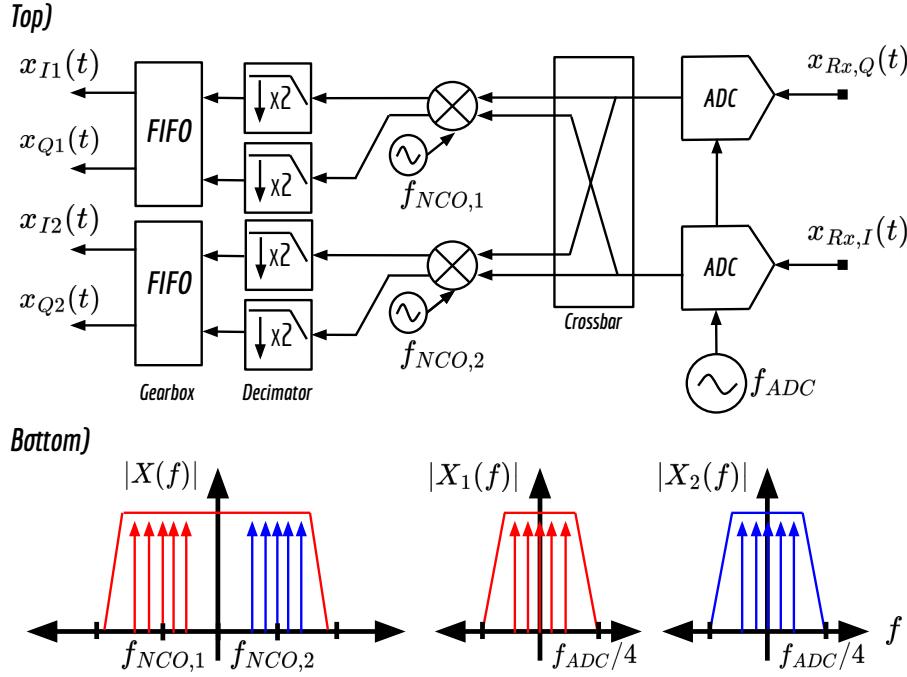 Top)
x_{I1}(t)
x_{Q1}(t)
x_{I2}(t)
x_{Q2}(t)
FIFO
FIFO
x2
x2
x2
x2
f_{NCO,1}
f_{NCO,2}
ADC
ADC
x_{Rx,Q}(t)
x_{Rx,I}(t)
f_{ADC}
Gearbox
Decimator
Crossbar
Bottom)
|X(f)|
|X_1(f)|
|X_2(f)|
f_{NCO,1}
f_{NCO,2}
f_{ADC}/4
f_{ADC}/4
f